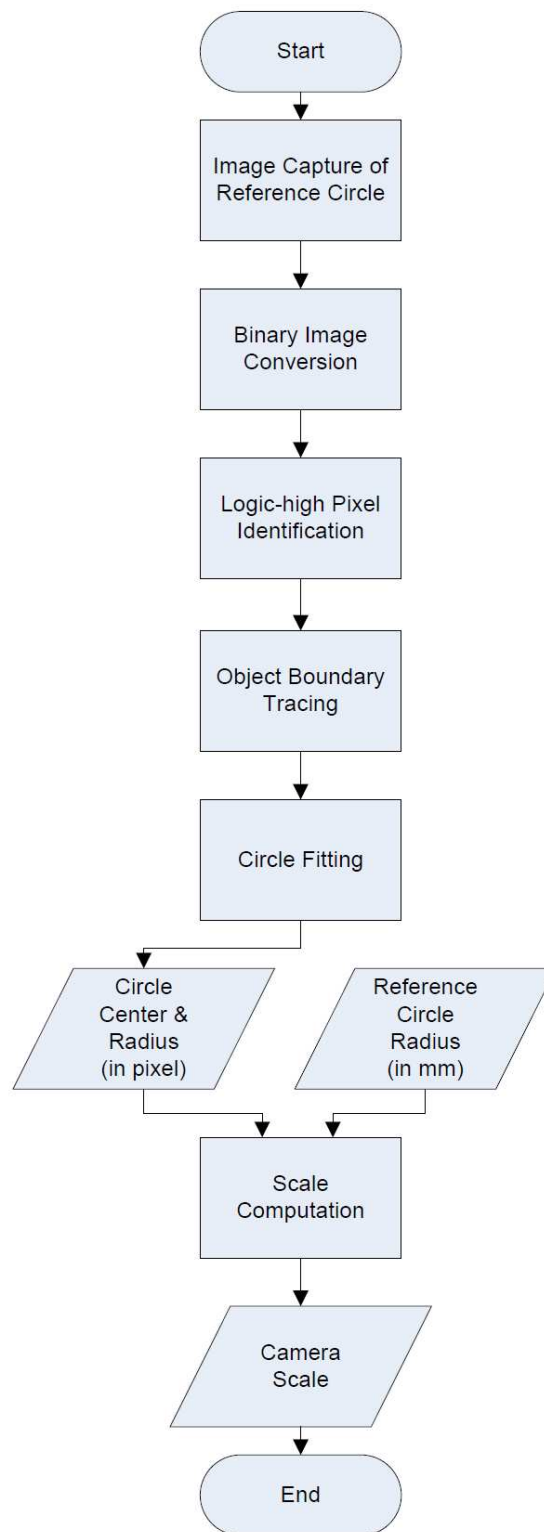 Start
Image Capture of
Reference Circle
Binary Image
Conversion
Logic-high Pixel
Identification
Object Boundary
Tracing
Circle Fitting
Circle
Center &
Radius
(in pixel)
Reference
Circle
Radius
(in mm)
Scale
Computation
Camera
Scale
End